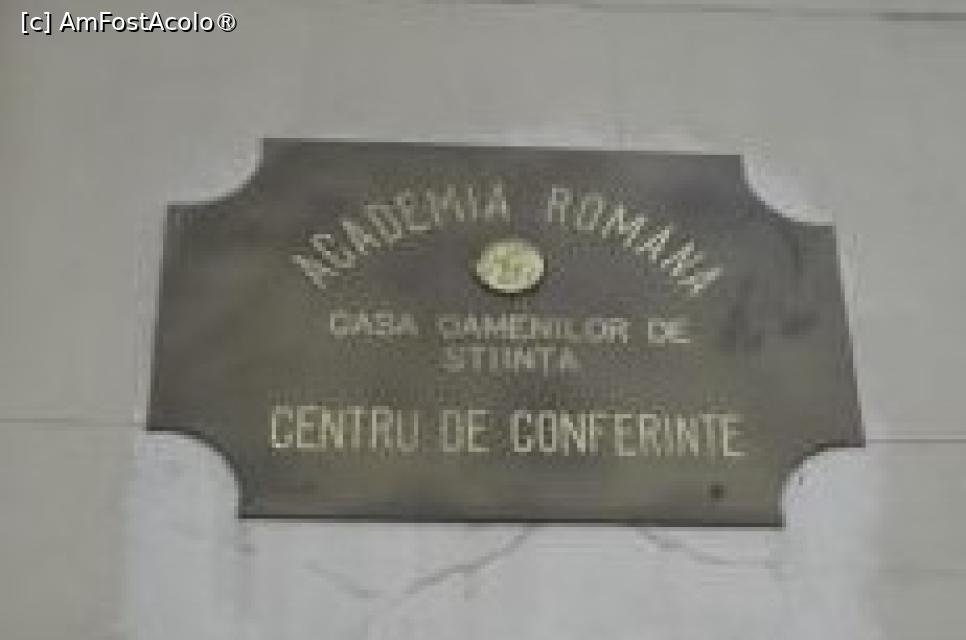 [c] AmFostAcolo®
ACADEMIA ROMANA
CASA OAMENILOR DE
STIINTA
CENTRU DE CONFERINTE